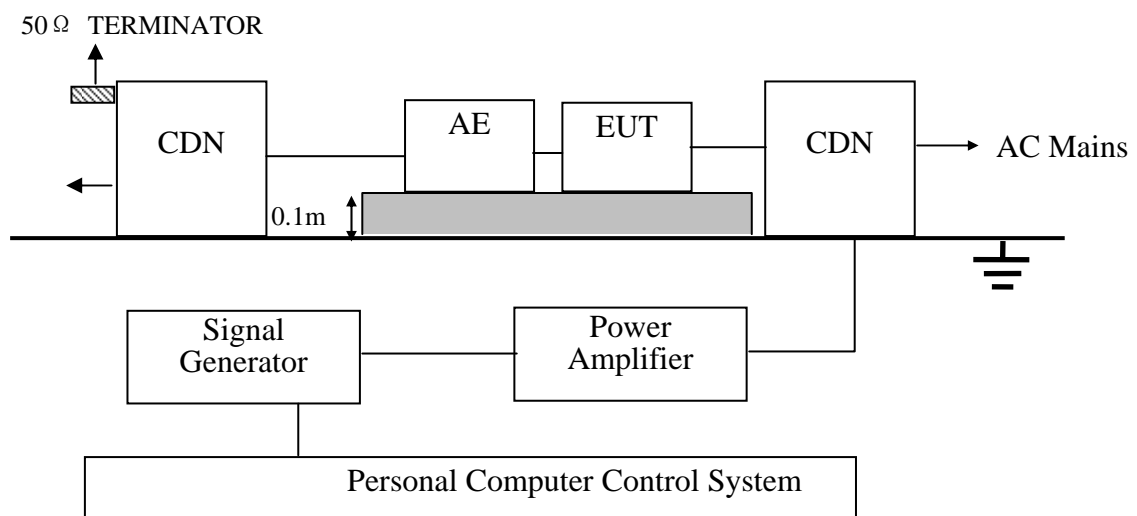 50Ω TERMINATOR
CDN
AE
EUT
CDN
AC Mains
0.1m
Signal
Generator
Power
Amplifier
Personal Computer Control System